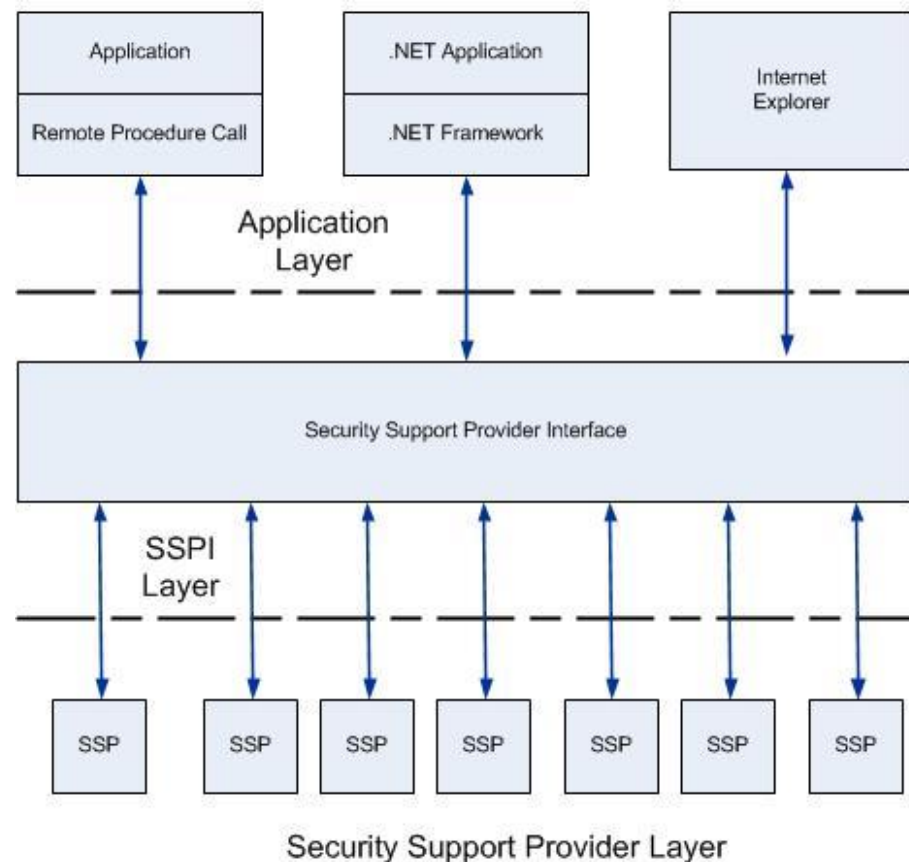 Application
Remote Procedure Call
.NET Application
.NET Framework
Internet
Explorer
Application
Layer
Security Support Provider Interface
SSPI
Layer
SSP
SSP
SSP
SSP
SSP
SSP
SSP
Security Support Provider Layer